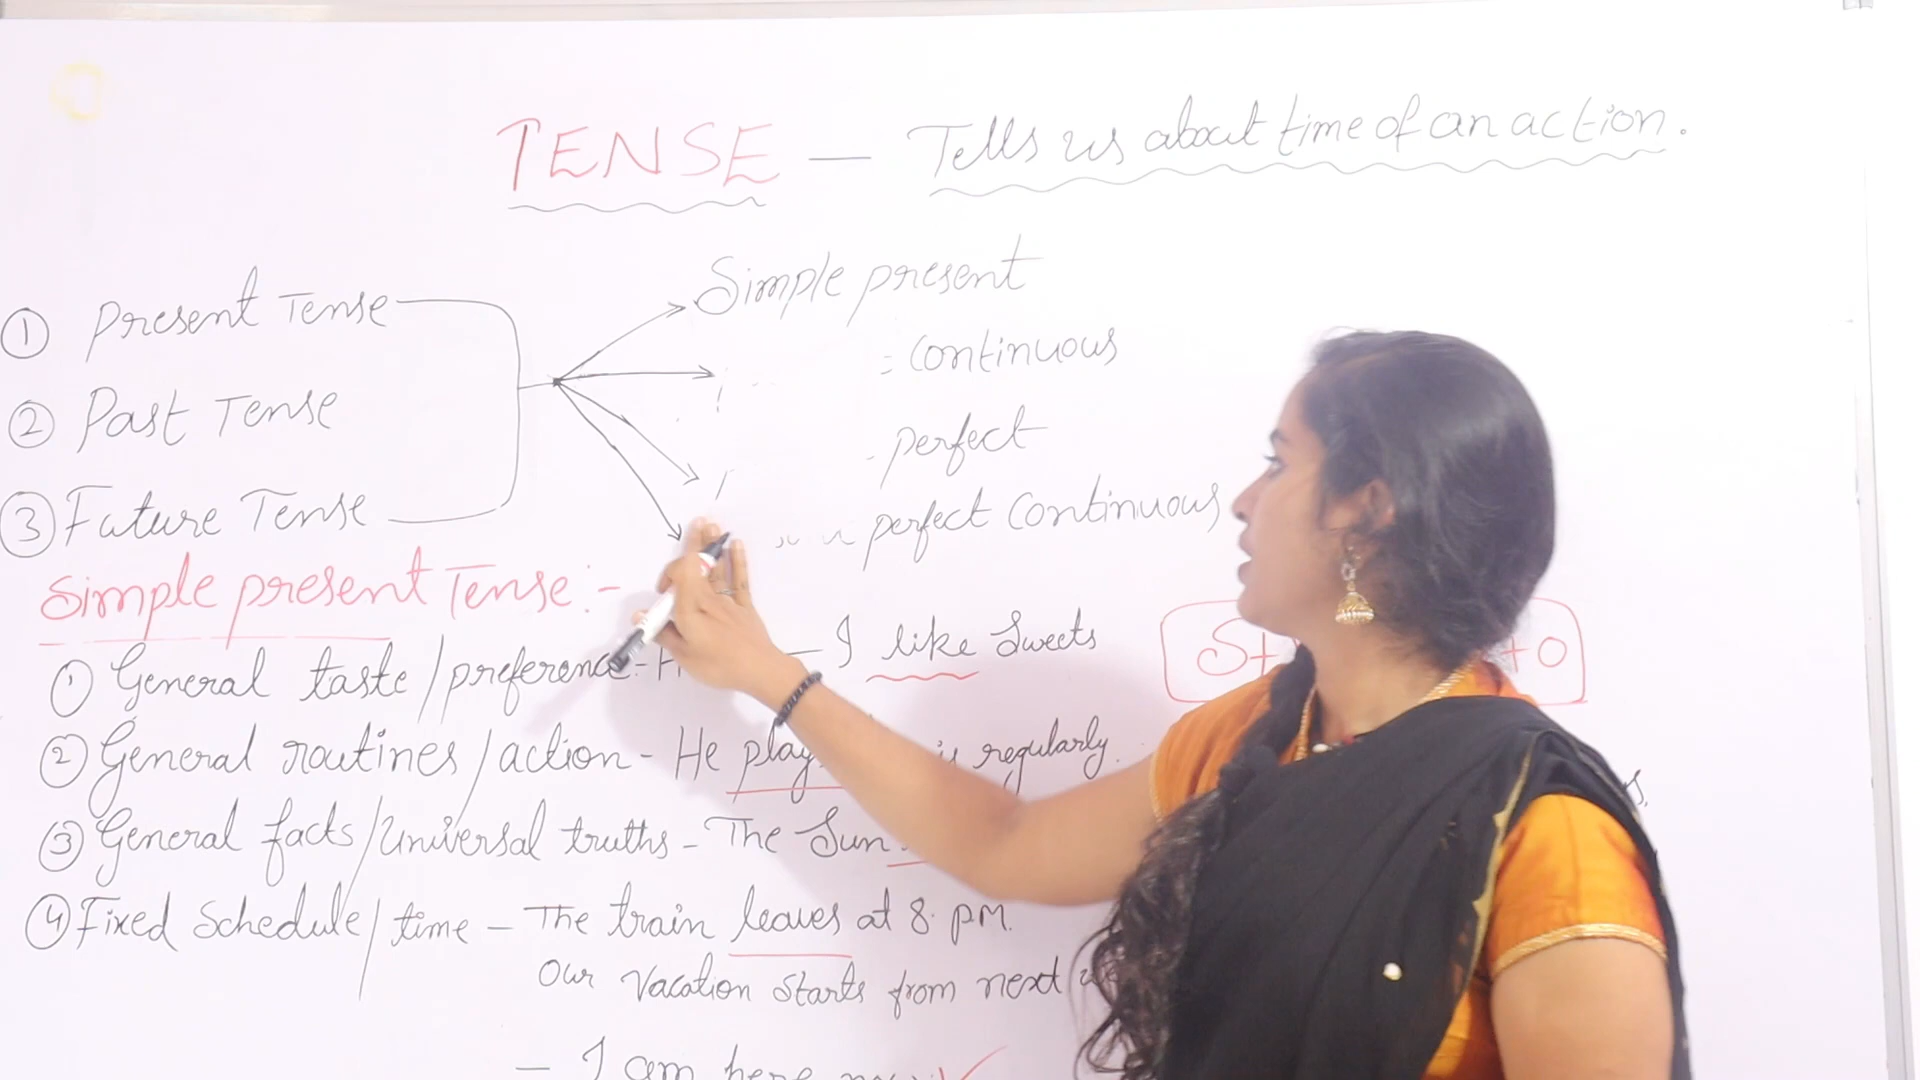 TENSE — Tells us about time of an action.
① Present Tense
② Past Tense
③ Future Tense
Simple present
continuous
perfect
perfect continuous
Simple present Tense :-
① General taste/preference - H — I like Sweets
S+ +O
② General routines/action - He play regularly.
③ General facts/Universal truths - The Sun
④ Fixed Schedule/time — The train leaves at 8 PM.
Our Vacation Starts from next
— I am here